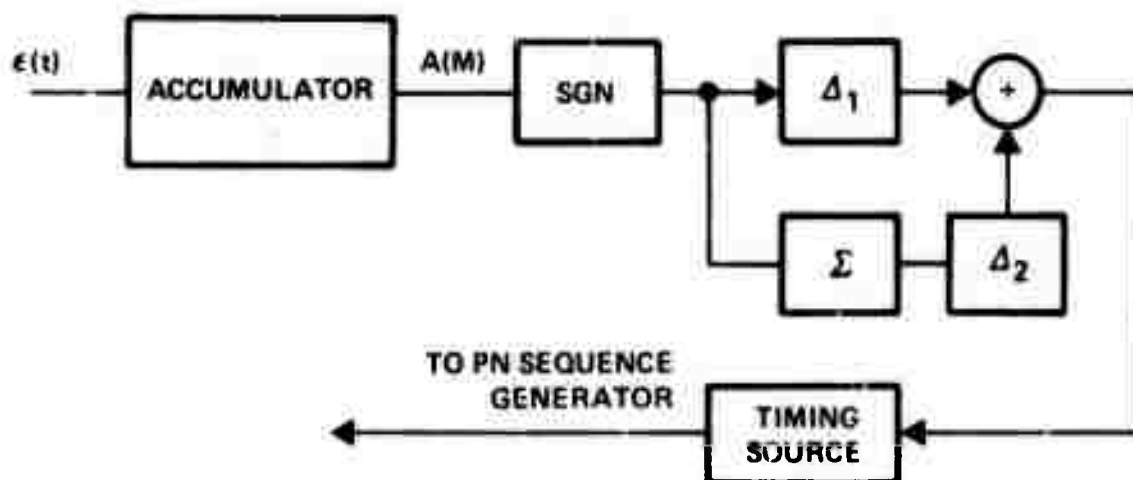 ϵ(t)
ACCUMULATOR
A(M)
SGN
Δ1
+
Σ
Δ2
TO PN SEQUENCE
GENERATOR
TIMING
SOURCE